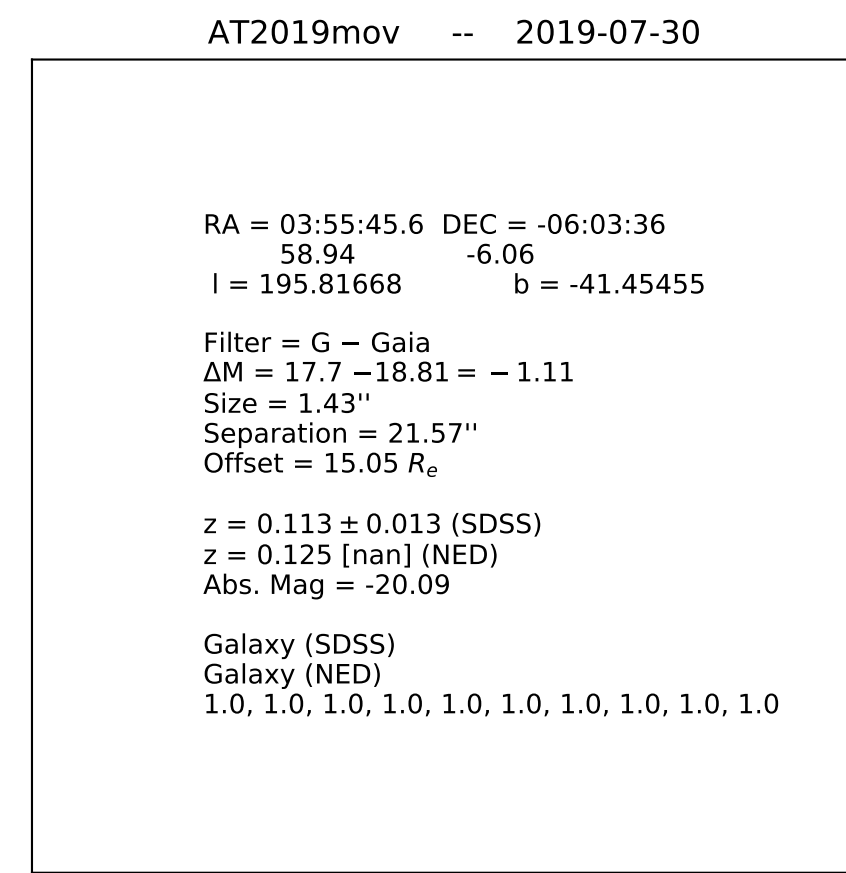 AT2019mov -- 2019-07-30
RA = 03:55:45.6 DEC = -06:03:36
58.94 -6.06
l = 195.81668 b = -41.45455
Filter = G − Gaia
ΔM = 17.7 −18.81 = − 1.11
Size = 1.43''
Separation = 21.57''
Offset = 15.05 Rₑ
z = 0.113 ± 0.013 (SDSS)
z = 0.125 [nan] (NED)
Abs. Mag = -20.09
Galaxy (SDSS)
Galaxy (NED)
1.0, 1.0, 1.0, 1.0, 1.0, 1.0, 1.0, 1.0, 1.0, 1.0